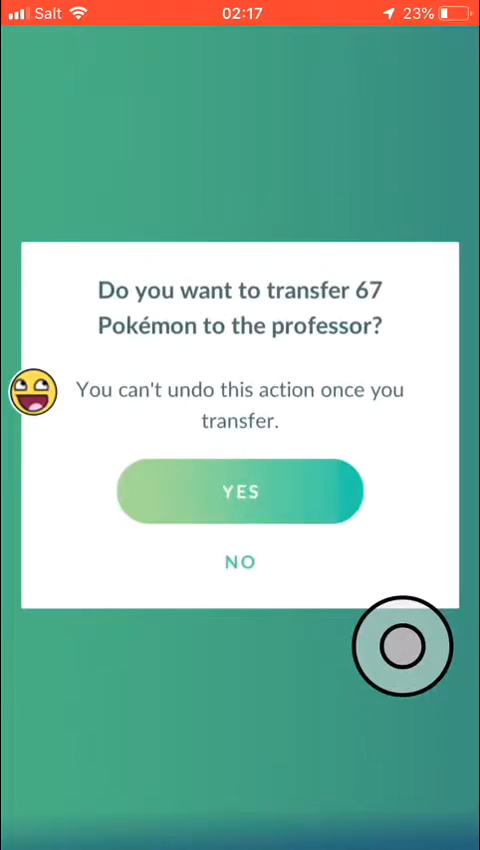 Salt 02:17 23%
Do you want to transfer 67
Pokémon to the professor?
You can't undo this action once you
transfer.
YES
NO